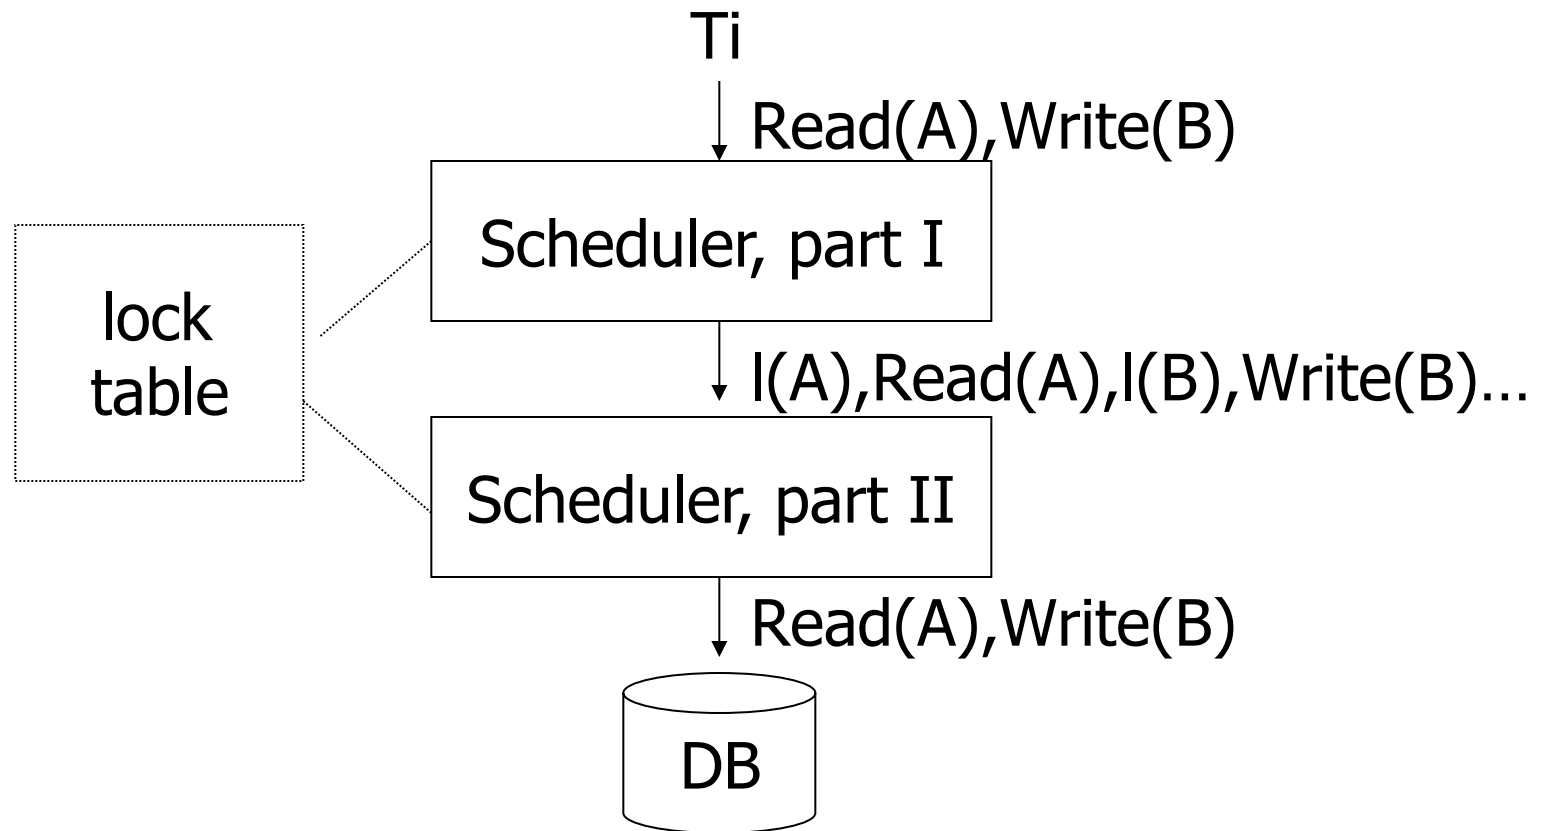 Ti
Read(A),Write(B)
Scheduler, part I
lock
table
l(A),Read(A),l(B),Write(B)...
Scheduler, part II
Read(A),Write(B)
DB